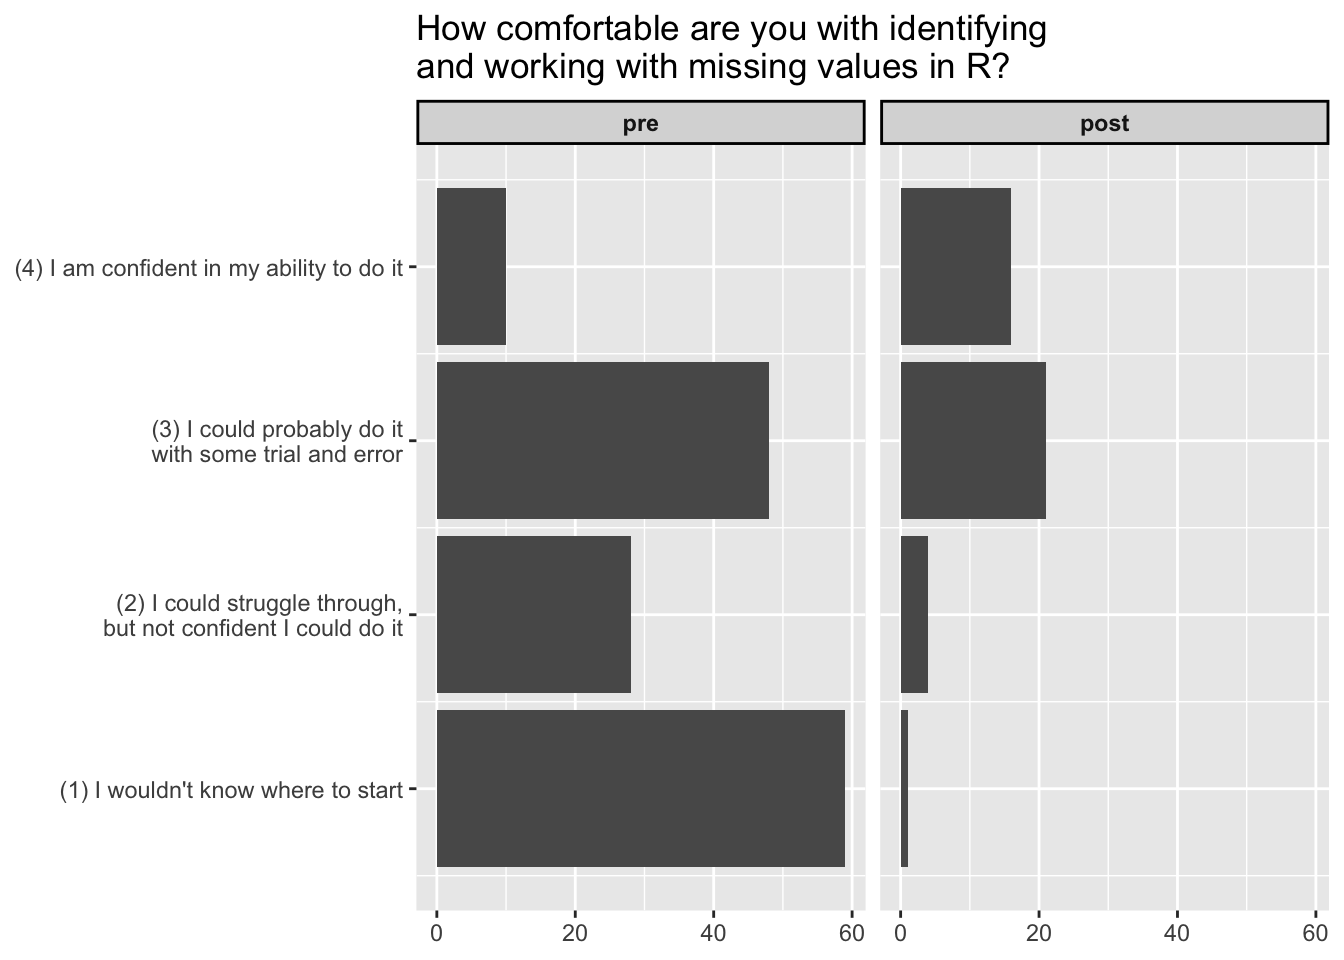 How comfortable are you with identifying
and working with missing values in R?
pre
post
(4) I am confident in my ability to do it
(3) I could probably do it
with some trial and error
(2) I could struggle through,
but not confident I could do it
(1) I wouldn't know where to start
0 20 40 60
0 20 40 60